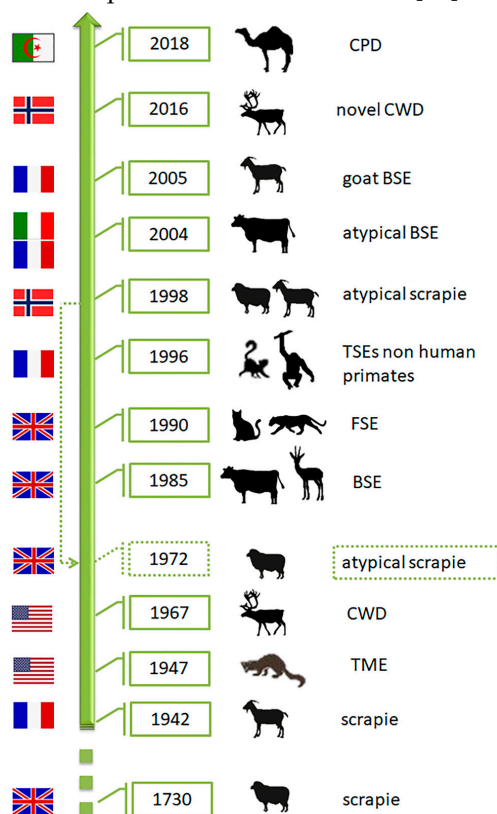 2018 CPD
2016 novel CWD
2005 goat BSE
2004 atypical BSE
1998 atypical scrapie
1996 TSEs non human
primates
1990 FSE
1985 BSE
1972 atypical scrapie
1967 CWD
1947 TME
1942 scrapie
1730 scrapie